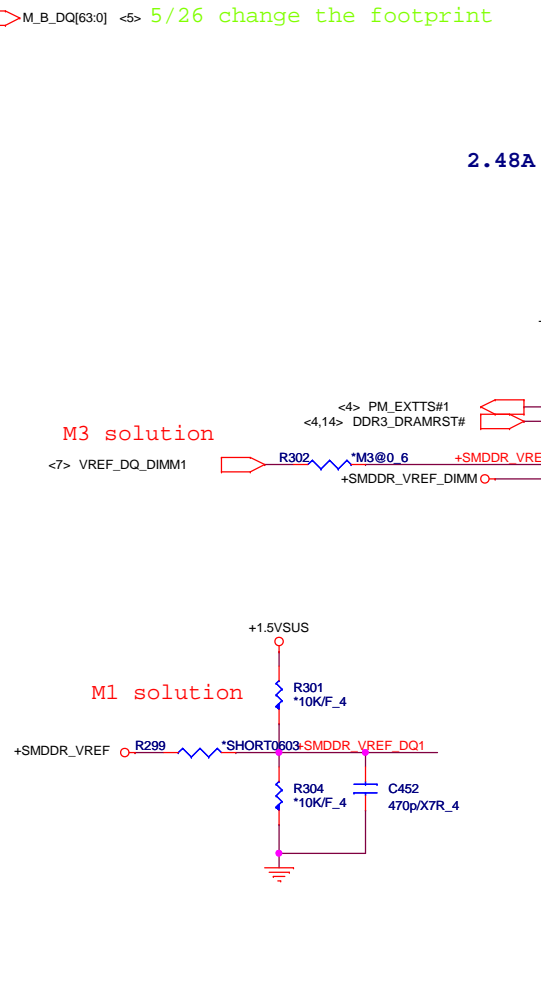 M_B_DQ[63:0] <5> 5/26 change the footprint
2.48A
<4> PM_EXTTS#1
<4,14> DDR3_DRAMRST#
M3 solution
<7> VREF_DQ_DIMM1 R302 *M3@0_6 +SMDDR_VRE
+SMDDR_VREF_DIMM
+1.5VSUS
M1 solution
R301
*10K/F_4
+SMDDR_VREF R299 *SHORT0603 +SMDDR_VREF_DQ1
R304 C452
*10K/F_4 470p/X7R_4